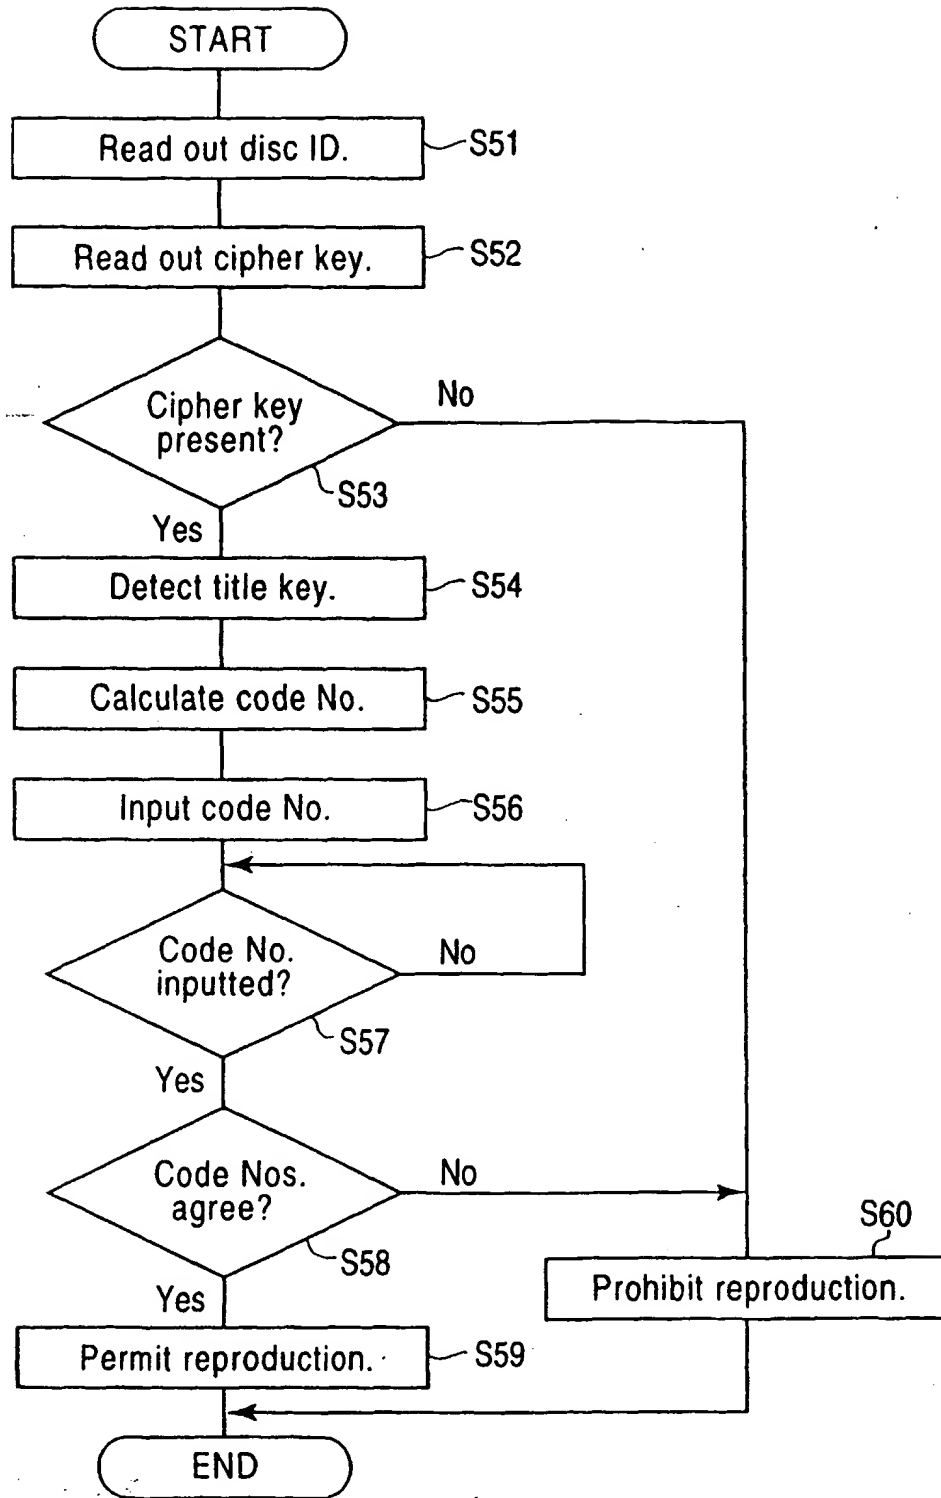 START
Read out disc ID.
S51
Read out cipher key.
S52
Cipher key
present?
No
S53
Yes
Detect title key.
S54
Calculate code No.
S55
Input code No.
S56
Code No.
inputted?
No
S57
Yes
Code Nos.
agree?
No
S58
S60
Yes
Prohibit reproduction.
Permit reproduction.
S59
END